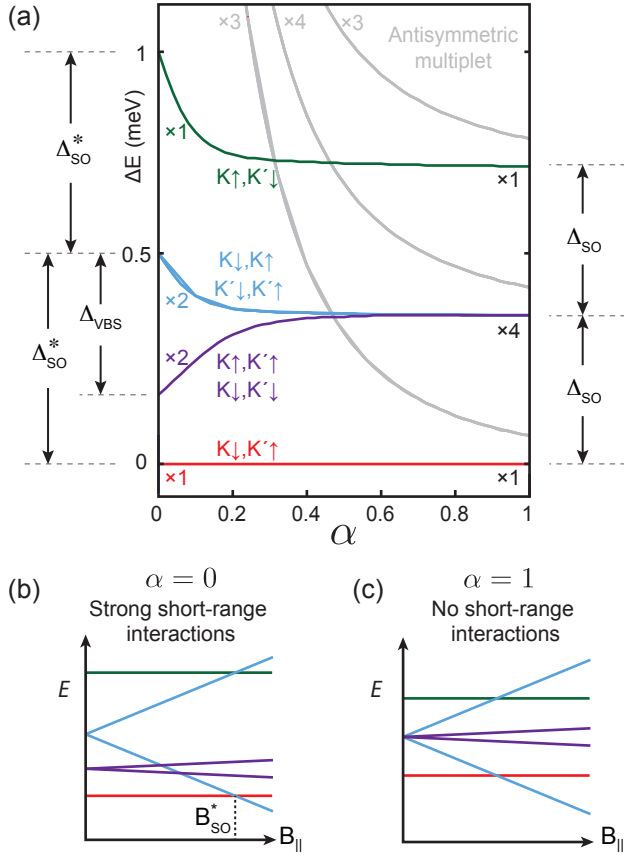 (a)
×3
×4
×3
Antisymmetric
multiplet
1
ΔE (meV)
×1
K↑,K´↓
×1
Δ*SO
Δ*SO
ΔVBS
0.5
K↓,K↑
K´↓,K´↑
×2
×4
×2
K↑,K´↑
K↓,K´↓
ΔSO
ΔSO
0
K↓,K´↑
×1
×1
0 0.2 0.4 0.6 0.8 1
α
(b)
α = 0
Strong short-range
interactions
E
B*SO
B||
(c)
α = 1
No short-range
interactions
E
B||